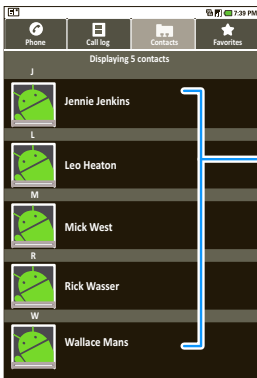 7:39 PM
Phone Call log Contacts Favorites
Displaying 5 contacts
J
Jennie Jenkins
L
Leo Heaton
M
Mick West
R
Rick Wasser
W
Wallace Mans